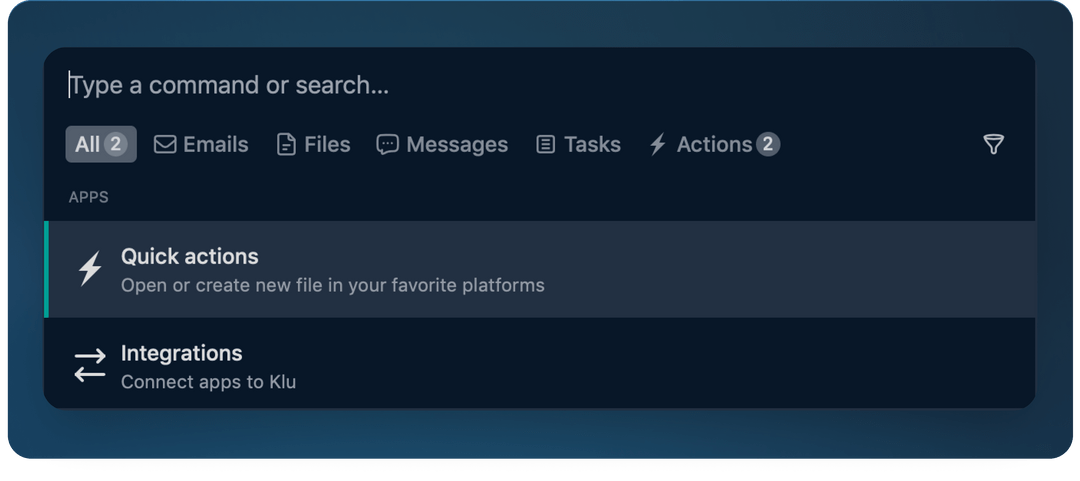 Type a command or search...
All 2 Emails Files Messages Tasks Actions 2
APPS
Quick actions
Open or create new file in your favorite platforms
Integrations
Connect apps to Klu